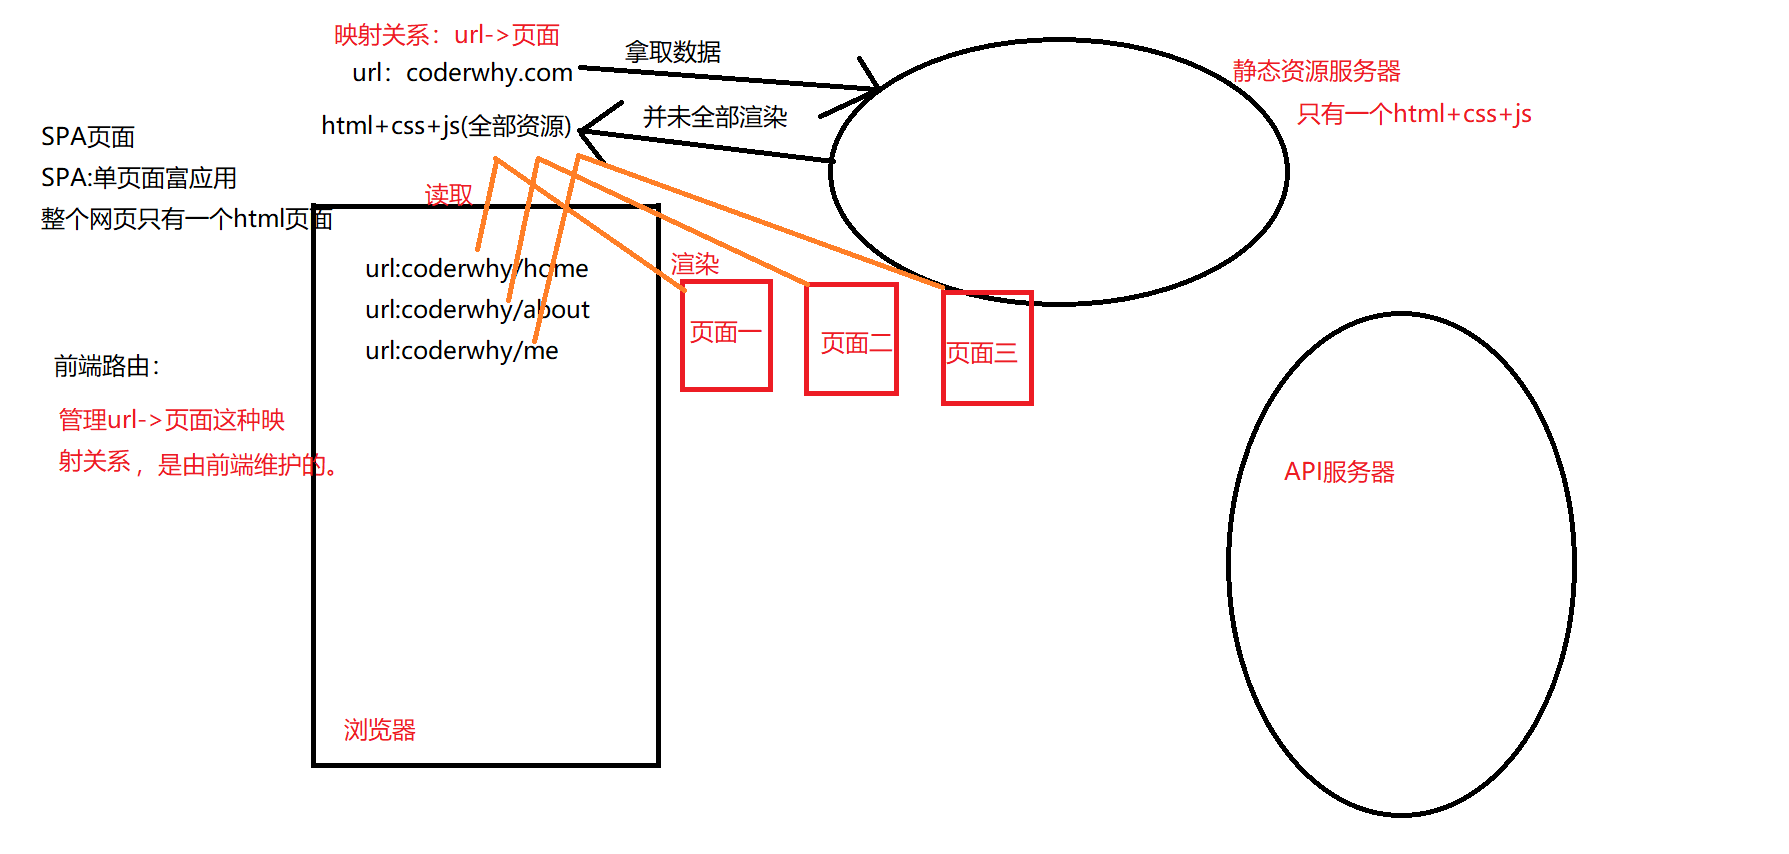 映射关系：url->页面
url：coderwhy.com
拿取数据
静态资源服务器
只有一个html+css+js
html+css+js(全部资源)
并未全部渲染
SPA页面
SPA:单页面富应用
整个网页只有一个html页面
读取
渲染
url:coderwhy/home
url:coderwhy/about
url:coderwhy/me
页面一
页面二
页面三
前端路由：
管理url->页面这种映
射关系，是由前端维护的。
API服务器
浏览器